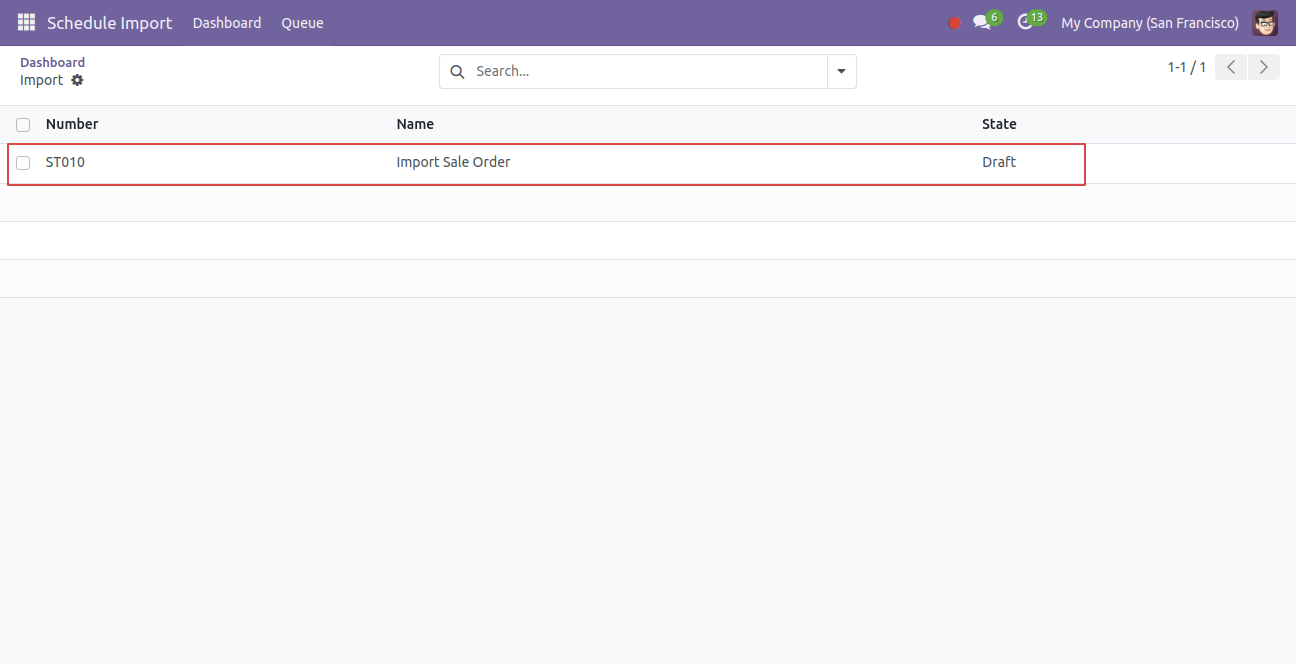 Schedule Import Dashboard Queue 6 13 My Company (San Francisco)
Dashboard
Import
Search...
1-1 / 1
Number Name State
ST010 Import Sale Order Draft